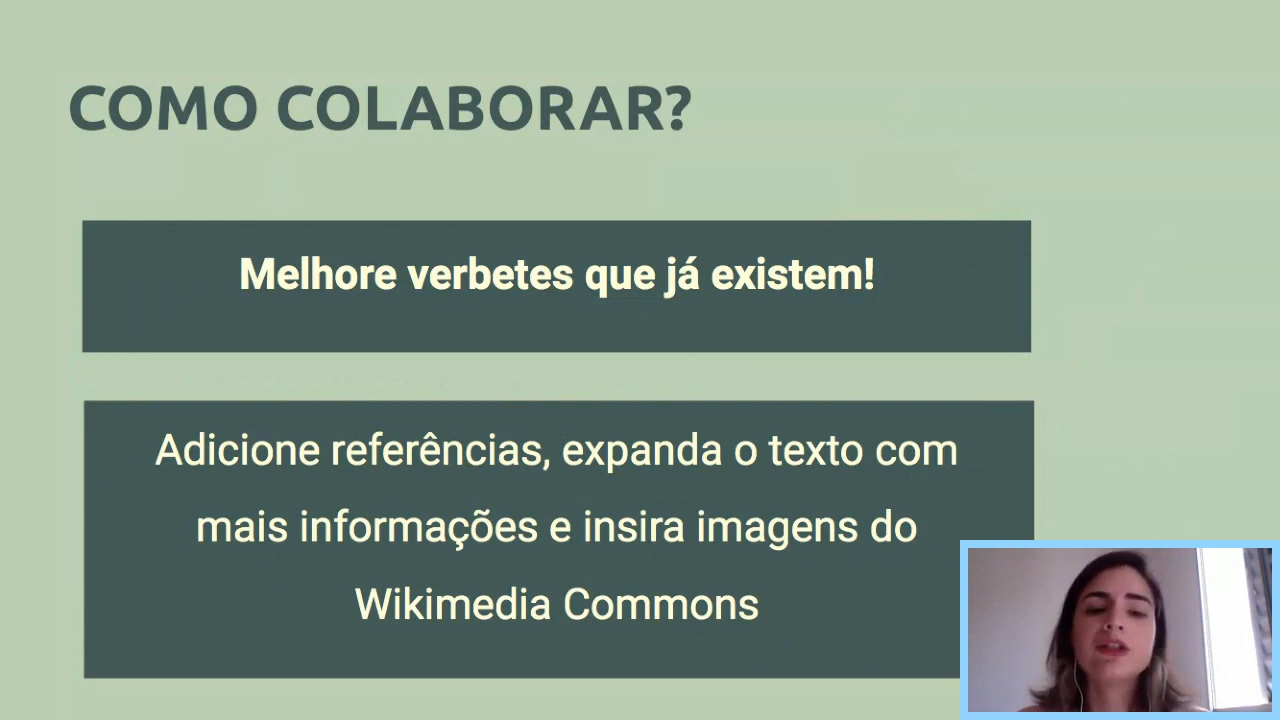 COMO COLABORAR?
Melhore verbetes que já existem!
Adicione referências, expanda o texto com
mais informações e insira imagens do
Wikimedia Commons